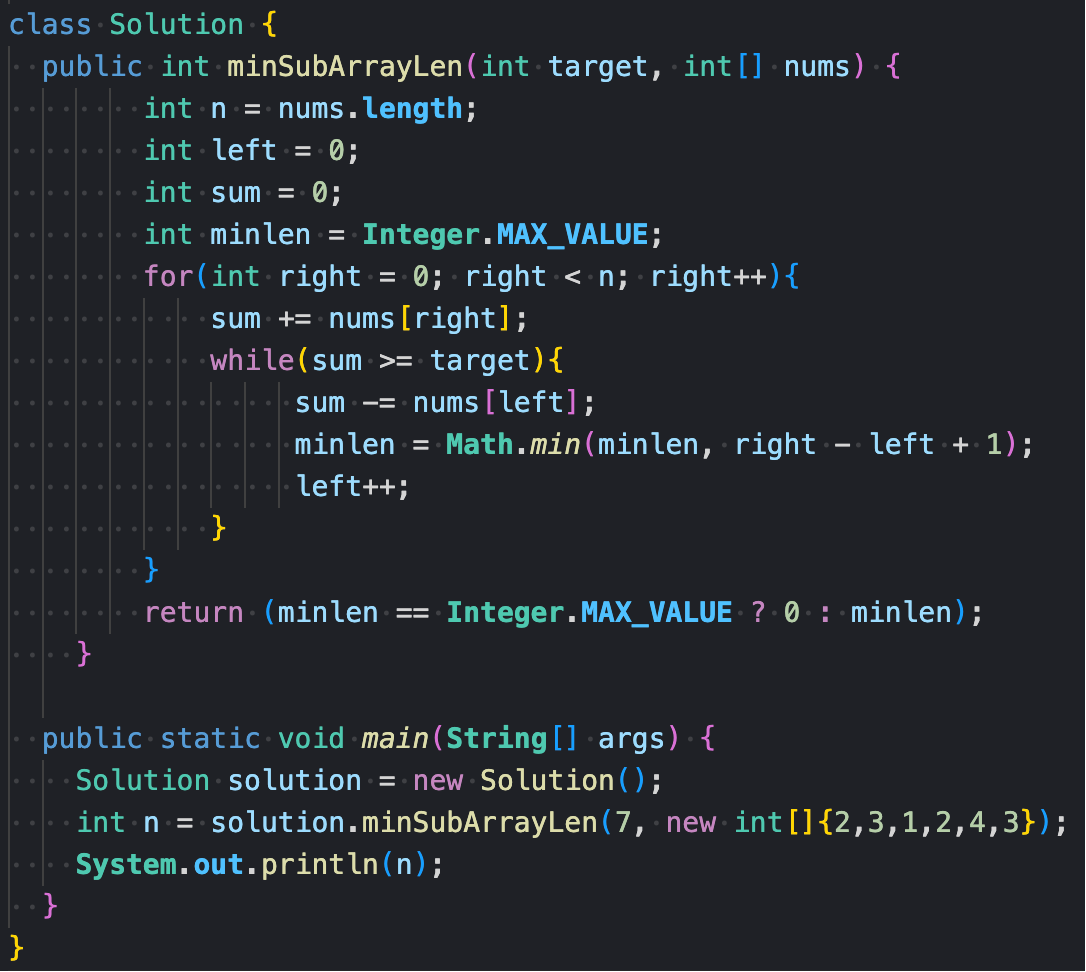 class Solution {
  public int minSubArrayLen(int target, int[] nums) {
        int n = nums.length;
        int left = 0;
        int sum = 0;
        int minlen = Integer.MAX_VALUE;
        for(int right = 0; right < n; right++){
            sum += nums[right];
            while(sum >= target){
                 sum -= nums[left];
                 minlen = Math.min(minlen, right - left + 1);
                 left++;
            }
        }
        return (minlen == Integer.MAX_VALUE ? 0 : minlen);
    }
  public static void main(String[] args) {
    Solution solution = new Solution();
    int n = solution.minSubArrayLen(7, new int[]{2,3,1,2,4,3});
    System.out.println(n);
  }
}